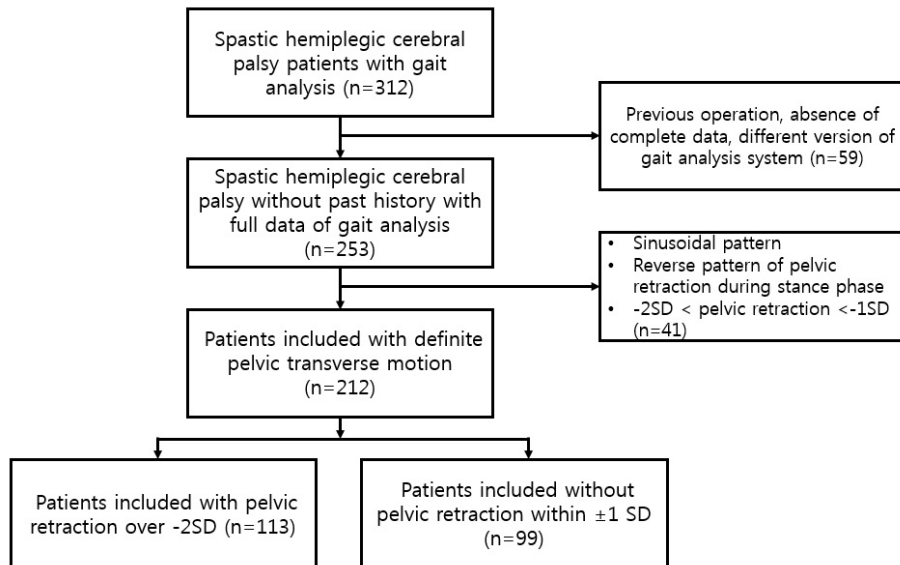 Spastic hemiplegic cerebral
palsy patients with gait
analysis (n=312)
Previous operation, absence of
complete data, different version of
gait analysis system (n=59)
Spastic hemiplegic cerebral
palsy without past history with
full data of gait analysis
(n=253)
• Sinusoidal pattern
• Reverse pattern of pelvic
retraction during stance phase
• -2SD < pelvic retraction <-1SD
(n=41)
Patients included with definite
pelvic transverse motion
(n=212)
Patients included with pelvic
retraction over -2SD (n=113)
Patients included without
pelvic retraction within ±1 SD
(n=99)